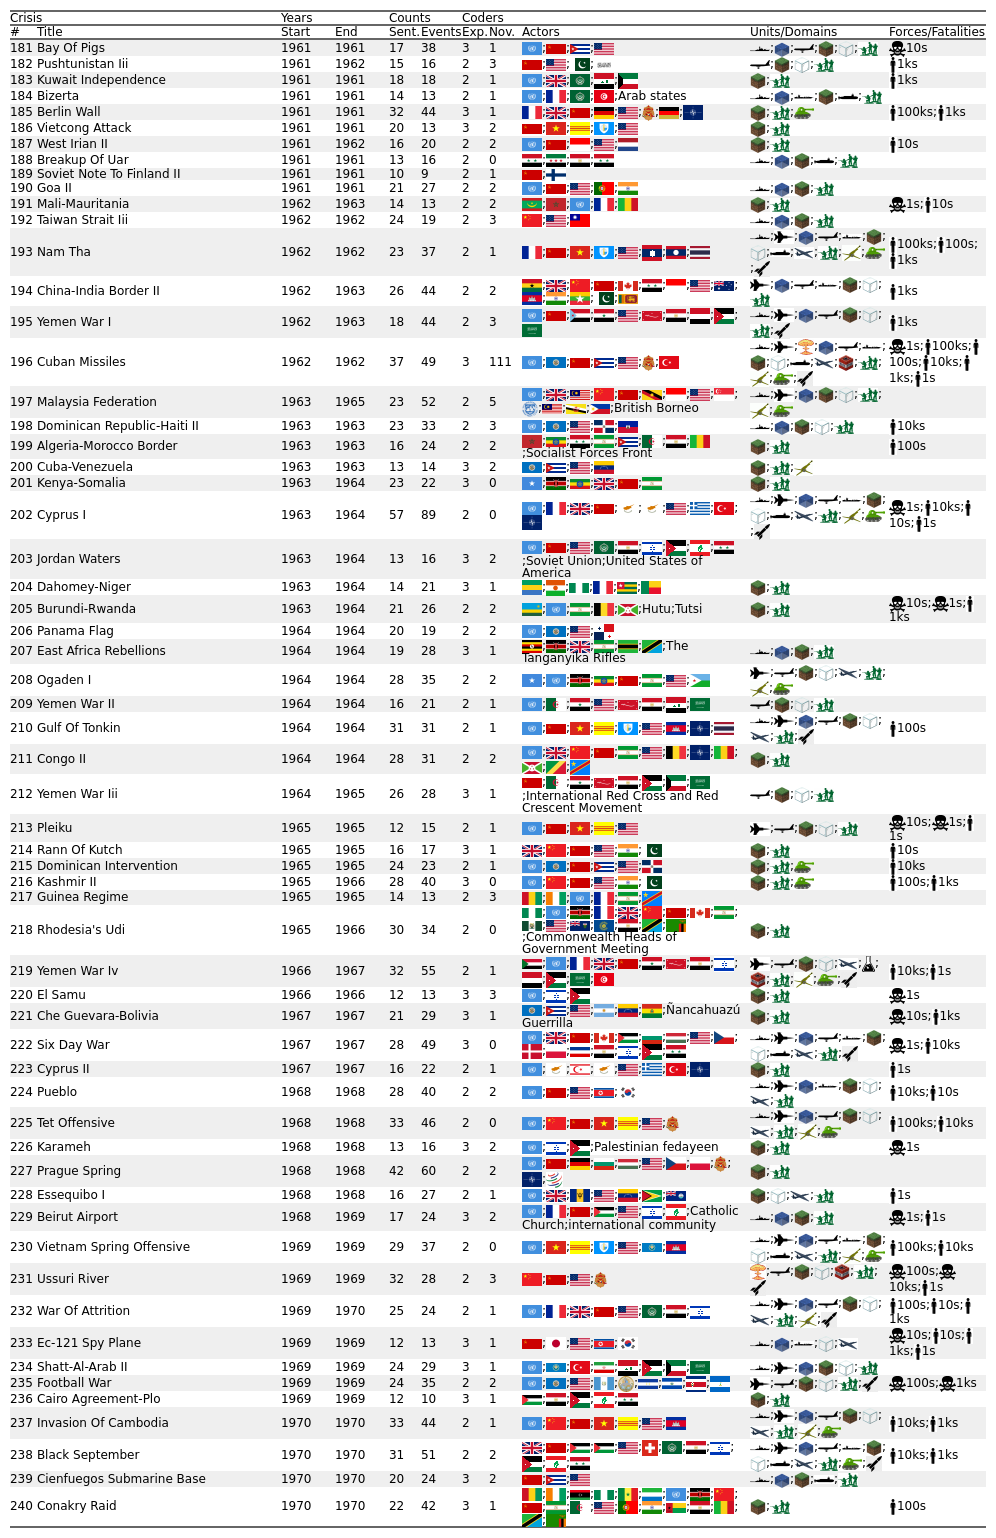 Crisis Years Counts Coders
# Title Start End Sent. Events Exp. Nov. Actors Units/Domains Forces/Fatalities
181 Bay Of Pigs 1961 1961 17 38 3 1 ; ; ; ; ; ; ; ; 10s
182 Pushtunistan Iii 1961 1962 15 16 2 3 ; ; ; ; ; ; 1ks
183 Kuwait Independence 1961 1961 18 18 2 1 ; ; ; ; ; 1ks
184 Bizerta 1961 1961 14 13 2 1 ; ; ; ;Arab states ; ; ; ; ;
185 Berlin Wall 1961 1961 32 44 3 1 ; ; ; ; ; ; ; ; ; 100ks; 1ks
186 Vietcong Attack 1961 1961 20 13 3 2 ; ; ; ; ;
187 West Irian II 1961 1962 16 20 2 2 ; ; ; ; ; 10s
188 Breakup Of Uar 1961 1961 13 16 2 0 ; ; ; ; ; ; ;
189 Soviet Note To Finland II 1961 1961 10 9 2 1 ;
190 Goa II 1961 1961 21 27 2 2 ; ; ; ; ; ; ;
191 Mali-Mauritania 1961 1963 14 13 2 2 ; ; ; ; ; 1s; 10s
192 Taiwan Strait Iii 1962 1962 24 19 2 3 ; ; ; ; ;
193 Nam Tha 1962 1962 23 37 2 1 ; ; ; ; ; ; ; ; ; ; ; ; ; ; ; ; ; 100ks; 100s;
1ks
194 China-India Border II 1962 1963 26 44 2 2 1ks
195 Yemen War I 1962 1963 18 44 2 3 1ks
196 Cuban Missiles 1962 1962 37 49 3 111 1s; 100ks;
100s; 10ks;
1ks; 1s
197 Malaysia Federation 1963 1965 23 52 2 5 ;British Borneo
198 Dominican Republic-Haiti II 1963 1963 23 33 2 3 10ks
199 Algeria-Morocco Border 1963 1963 16 24 2 2 100s
;Socialist Forces Front
200 Cuba-Venezuela 1963 1963 13 14 3 2
201 Kenya-Somalia 1963 1964 23 22 3 0
202 Cyprus I 1963 1964 57 89 2 0 1s; 10ks;
10s; 1s
203 Jordan Waters 1963 1964 13 16 3 2
;Soviet Union;United States of
America
204 Dahomey-Niger 1963 1964 14 21 3 1
205 Burundi-Rwanda 1963 1964 21 26 2 2 ;Hutu;Tutsi 10s; 1s;
1ks
206 Panama Flag 1964 1964 20 19 2 2
207 East Africa Rebellions 1964 1964 19 28 3 1 ;The
Tanganyika Rifles
208 Ogaden I 1964 1964 28 35 2 2
209 Yemen War II 1964 1964 16 21 2 1
210 Gulf Of Tonkin 1964 1964 31 31 2 1 100s
211 Congo II 1964 1964 28 31 2 2
212 Yemen War Iii 1964 1965 26 28 3 1
;International Red Cross and Red
Crescent Movement
213 Pleiku 1965 1965 12 15 2 1 10s; 1s;
1s
214 Rann Of Kutch 1965 1965 16 17 3 1 10s
215 Dominican Intervention 1965 1965 24 23 2 1 10ks
216 Kashmir II 1965 1966 28 40 3 0 100s; 1ks
217 Guinea Regime 1965 1965 14 13 2 3
218 Rhodesia's Udi 1965 1966 30 34 2 0
;Commonwealth Heads of
Government Meeting
219 Yemen War Iv 1966 1967 32 55 2 1 10ks; 1s
220 El Samu 1966 1966 12 13 3 3 1s
221 Che Guevara-Bolivia 1966 1967 21 29 3 1 ;Ñancahuazú 10s; 1ks
Guerrilla
222 Six Day War 1967 1967 28 49 3 0 1s; 10ks
223 Cyprus II 1967 1967 16 22 2 1 1s
224 Pueblo 1968 1968 28 40 2 2 10ks; 10s
225 Tet Offensive 1968 1968 33 46 2 0 100ks; 10ks
226 Karameh 1968 1968 13 16 3 2 ;Palestinian fedayeen 1s
227 Prague Spring 1968 1968 42 60 2 2
228 Essequibo I 1968 1968 16 27 2 1 1s
229 Beirut Airport 1968 1969 17 24 3 2 ;Catholic 1s; 1s
Church;international community
230 Vietnam Spring Offensive 1969 1969 29 37 2 0 100ks; 10ks
231 Ussuri River 1969 1969 32 28 2 3 100s;
10ks; 1s
232 War Of Attrition 1969 1970 25 24 2 1 100s; 10s;
1ks
233 Ec-121 Spy Plane 1969 1969 12 13 3 1 10s; 10s;
1ks; 1s
234 Shatt-Al-Arab II 1969 1969 24 29 3 1
235 Football War 1969 1969 24 35 2 2 100s; 1ks
236 Cairo Agreement-Plo 1969 1969 12 10 3 1
237 Invasion Of Cambodia 1970 1970 33 44 2 1 10ks; 1ks
238 Black September 1970 1970 31 51 2 2 10ks; 1ks
239 Cienfuegos Submarine Base 1970 1970 20 24 3 2
240 Conakry Raid 1970 1970 22 42 3 1 100s